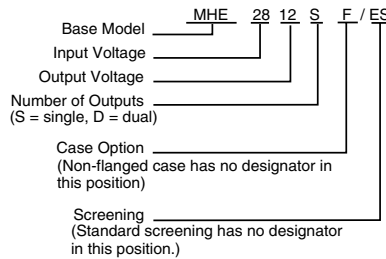 MHE 28 12 S F / ES
Base Model
Input Voltage
Output Voltage
Number of Outputs
(S = single, D = dual)
Case Option
(Non-flanged case has no designator in
this position)
Screening
(Standard screening has no designator
in this position.)